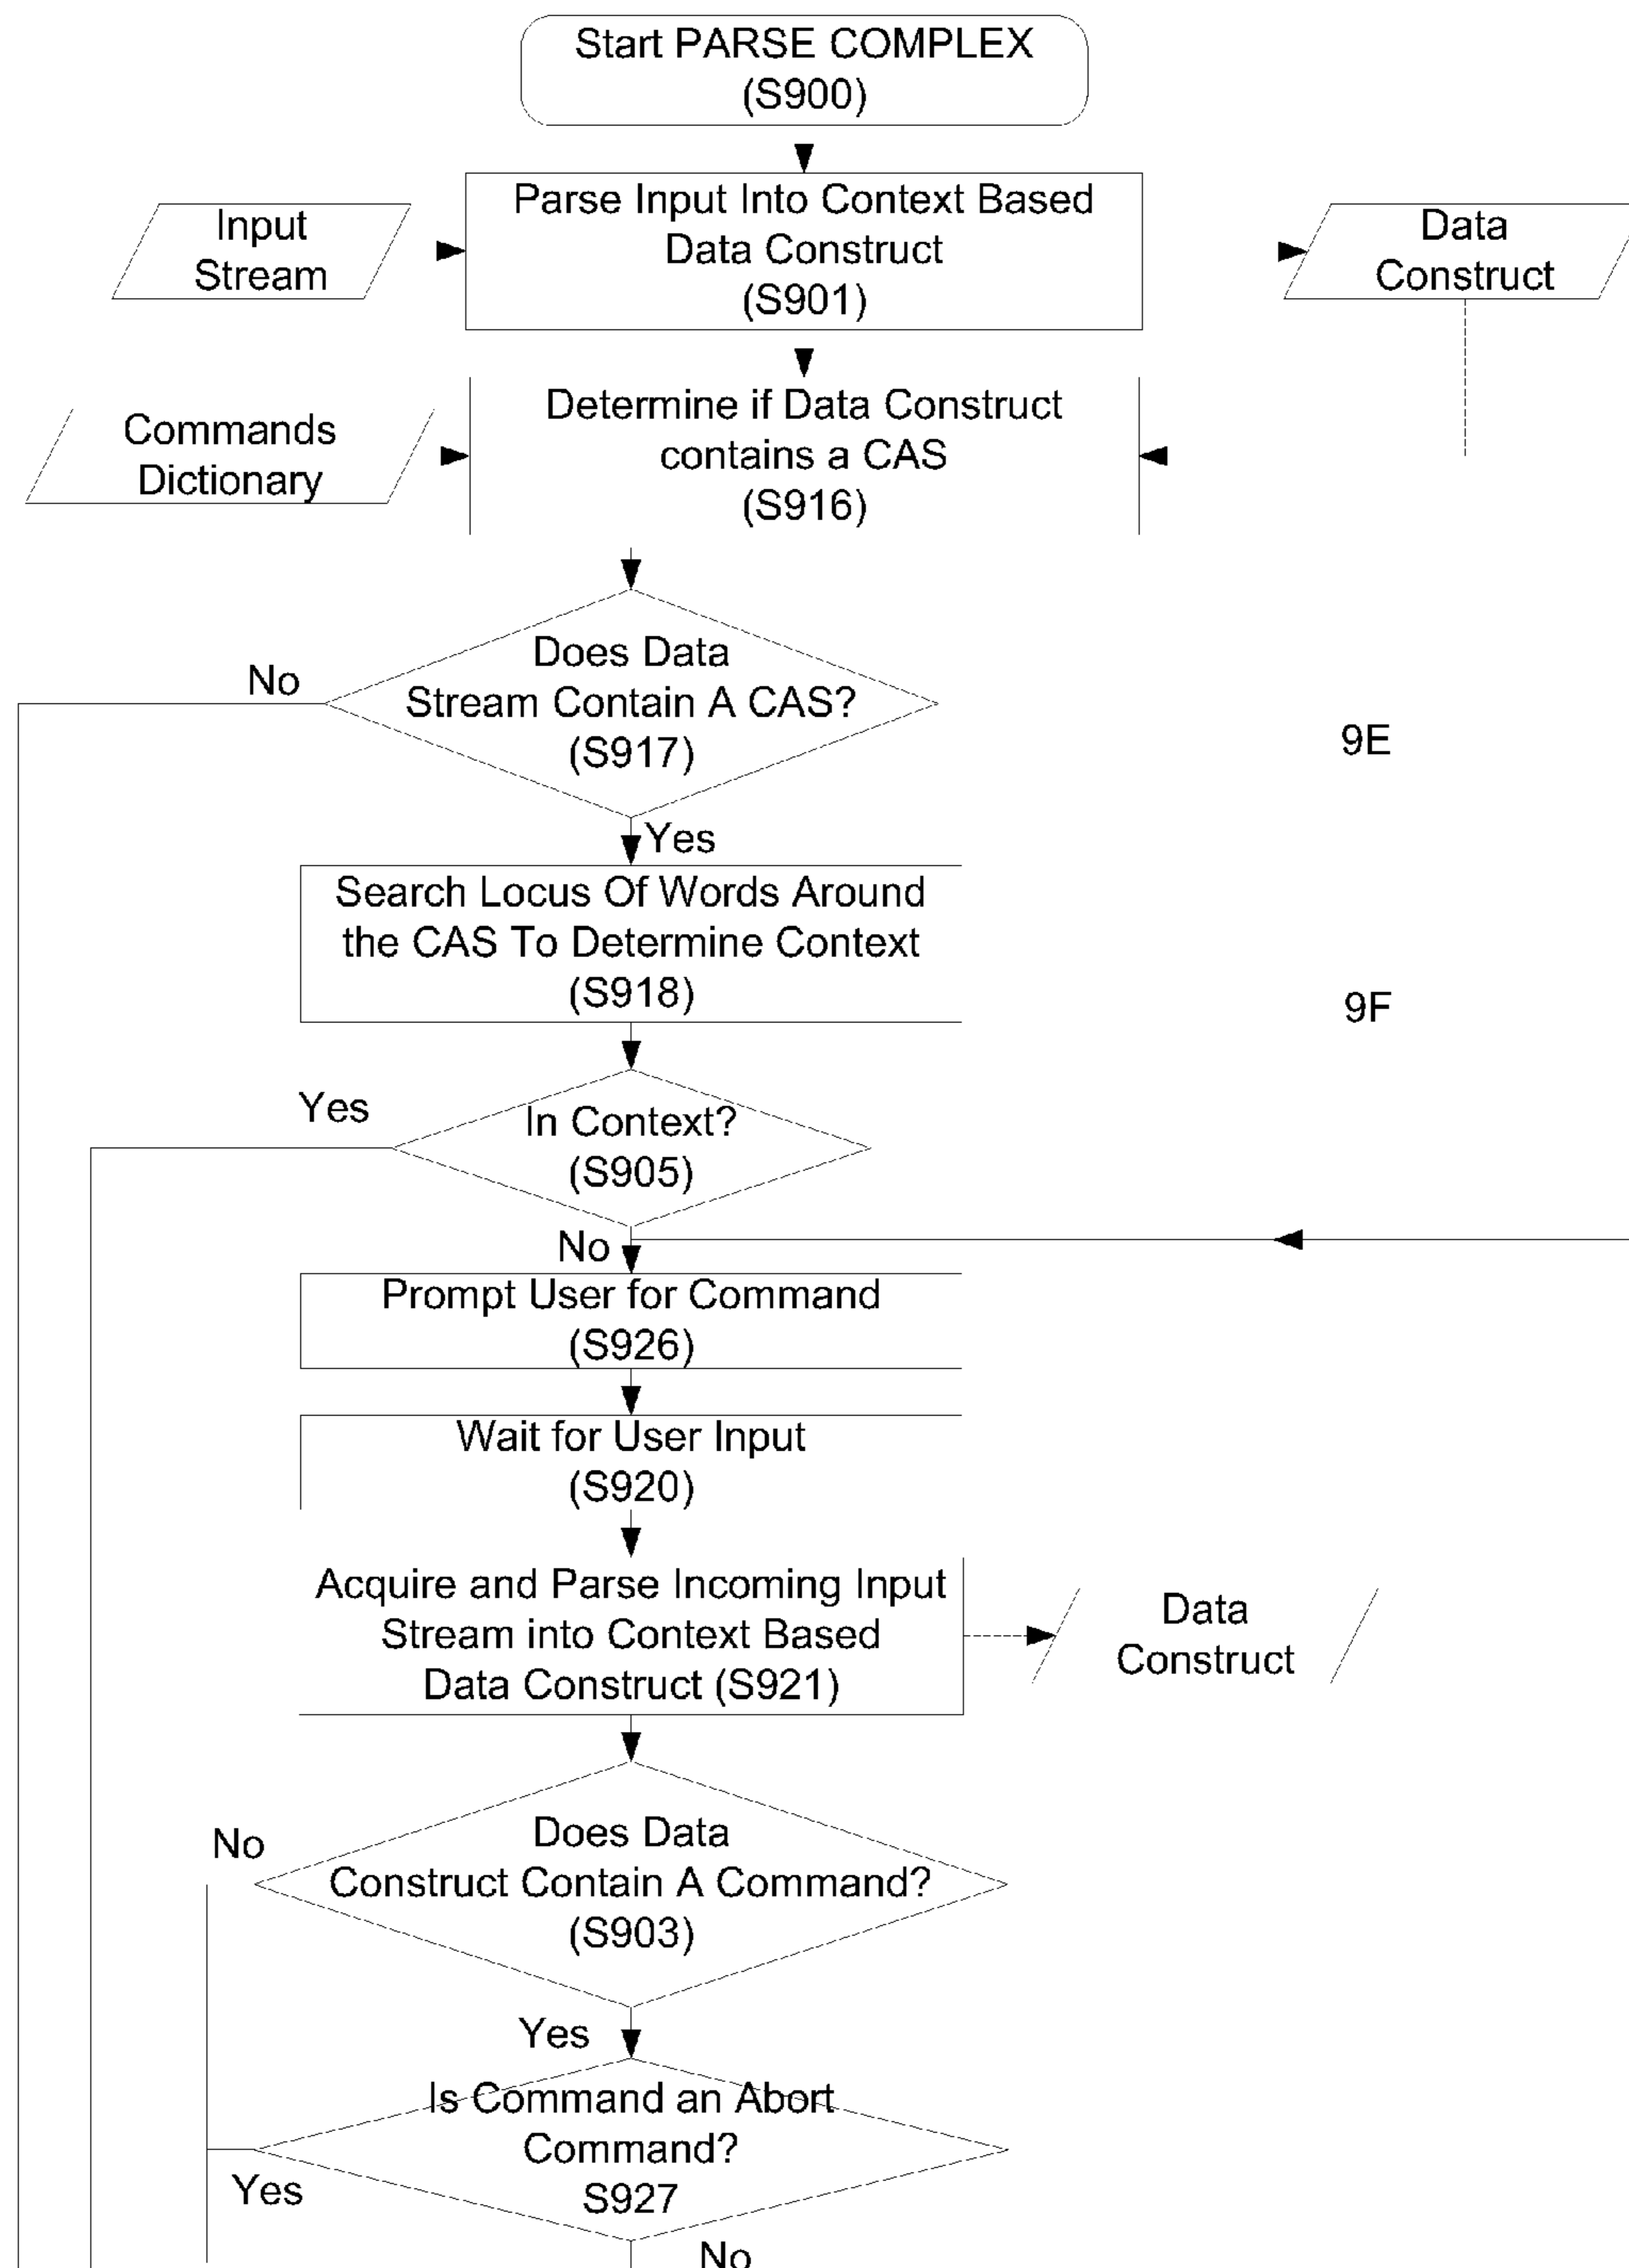 Start PARSE COMPLEX
(S900)
Input
Stream
Parse Input Into Context Based
Data Construct
(S901)
Data
Construct
Commands
Dictionary
Determine if Data Construct
contains a CAS
(S916)
No
Does Data
Stream Contain A CAS?
(S917)
9E
Yes
Search Locus Of Words Around
the CAS To Determine Context
(S918)
9F
Yes
In Context?
(S905)
No
Prompt User for Command
(S926)
Wait for User Input
(S920)
Acquire and Parse Incoming Input
Stream into Context Based
Data Construct (S921)
Data
Construct
No
Does Data
Construct Contain A Command?
(S903)
Yes
Is Command an Abort
Command?
S927
Yes
No